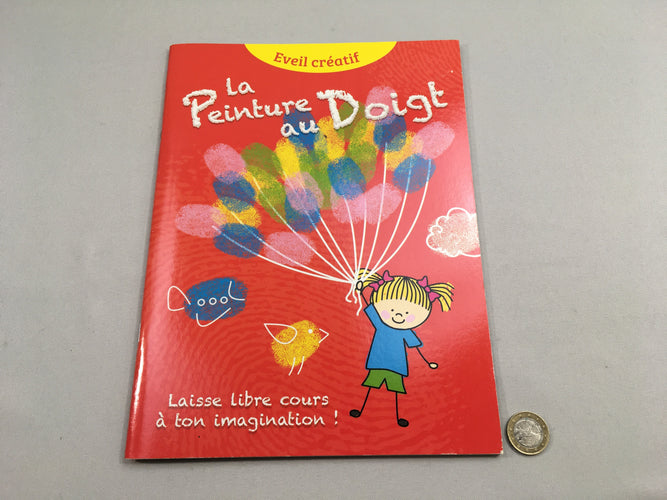 Eveil créatif
La
Peinture
au Doigt
Laisse libre cours
à ton imagination !